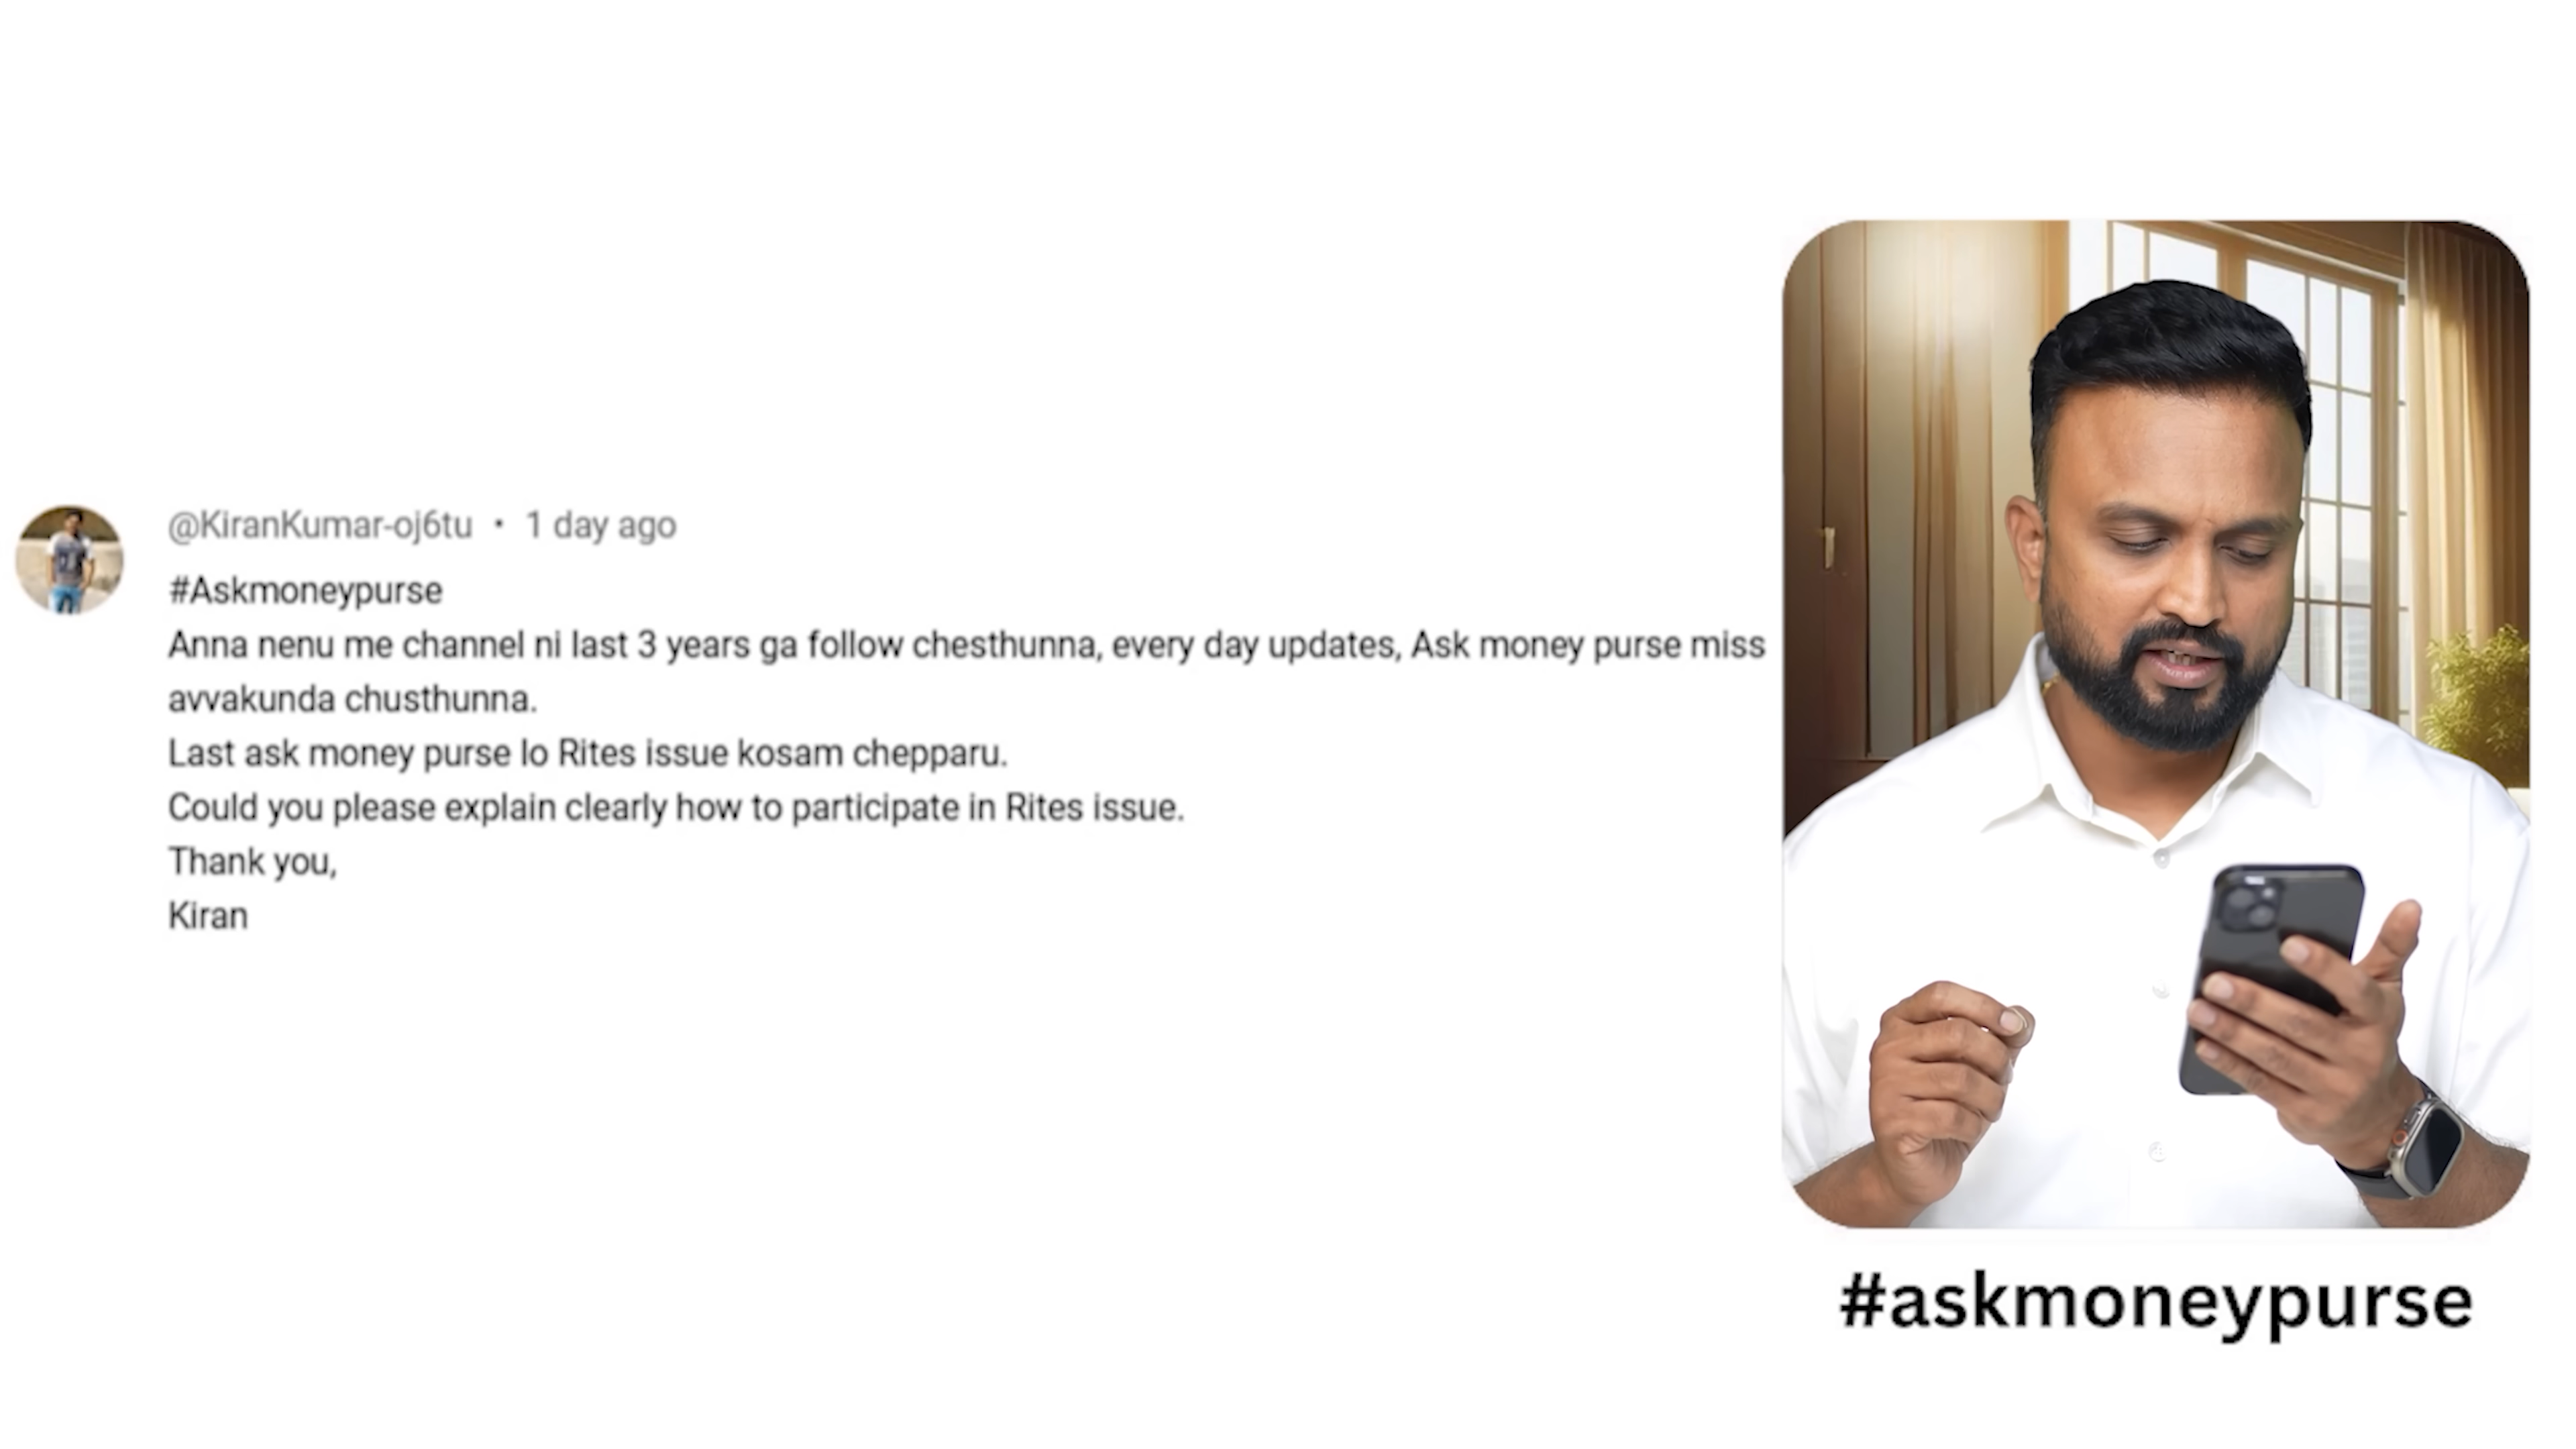 @KiranKumar-oj6tu • 1 day ago
#Askmoneypurse
Anna nenu me channel ni last 3 years ga follow chesthunna, every day updates, Ask money purse miss
avvakunda chusthunna.
Last ask money purse lo Rites issue kosam chepparu.
Could you please explain clearly how to participate in Rites issue.
Thank you,
Kiran
#askmoneypurse